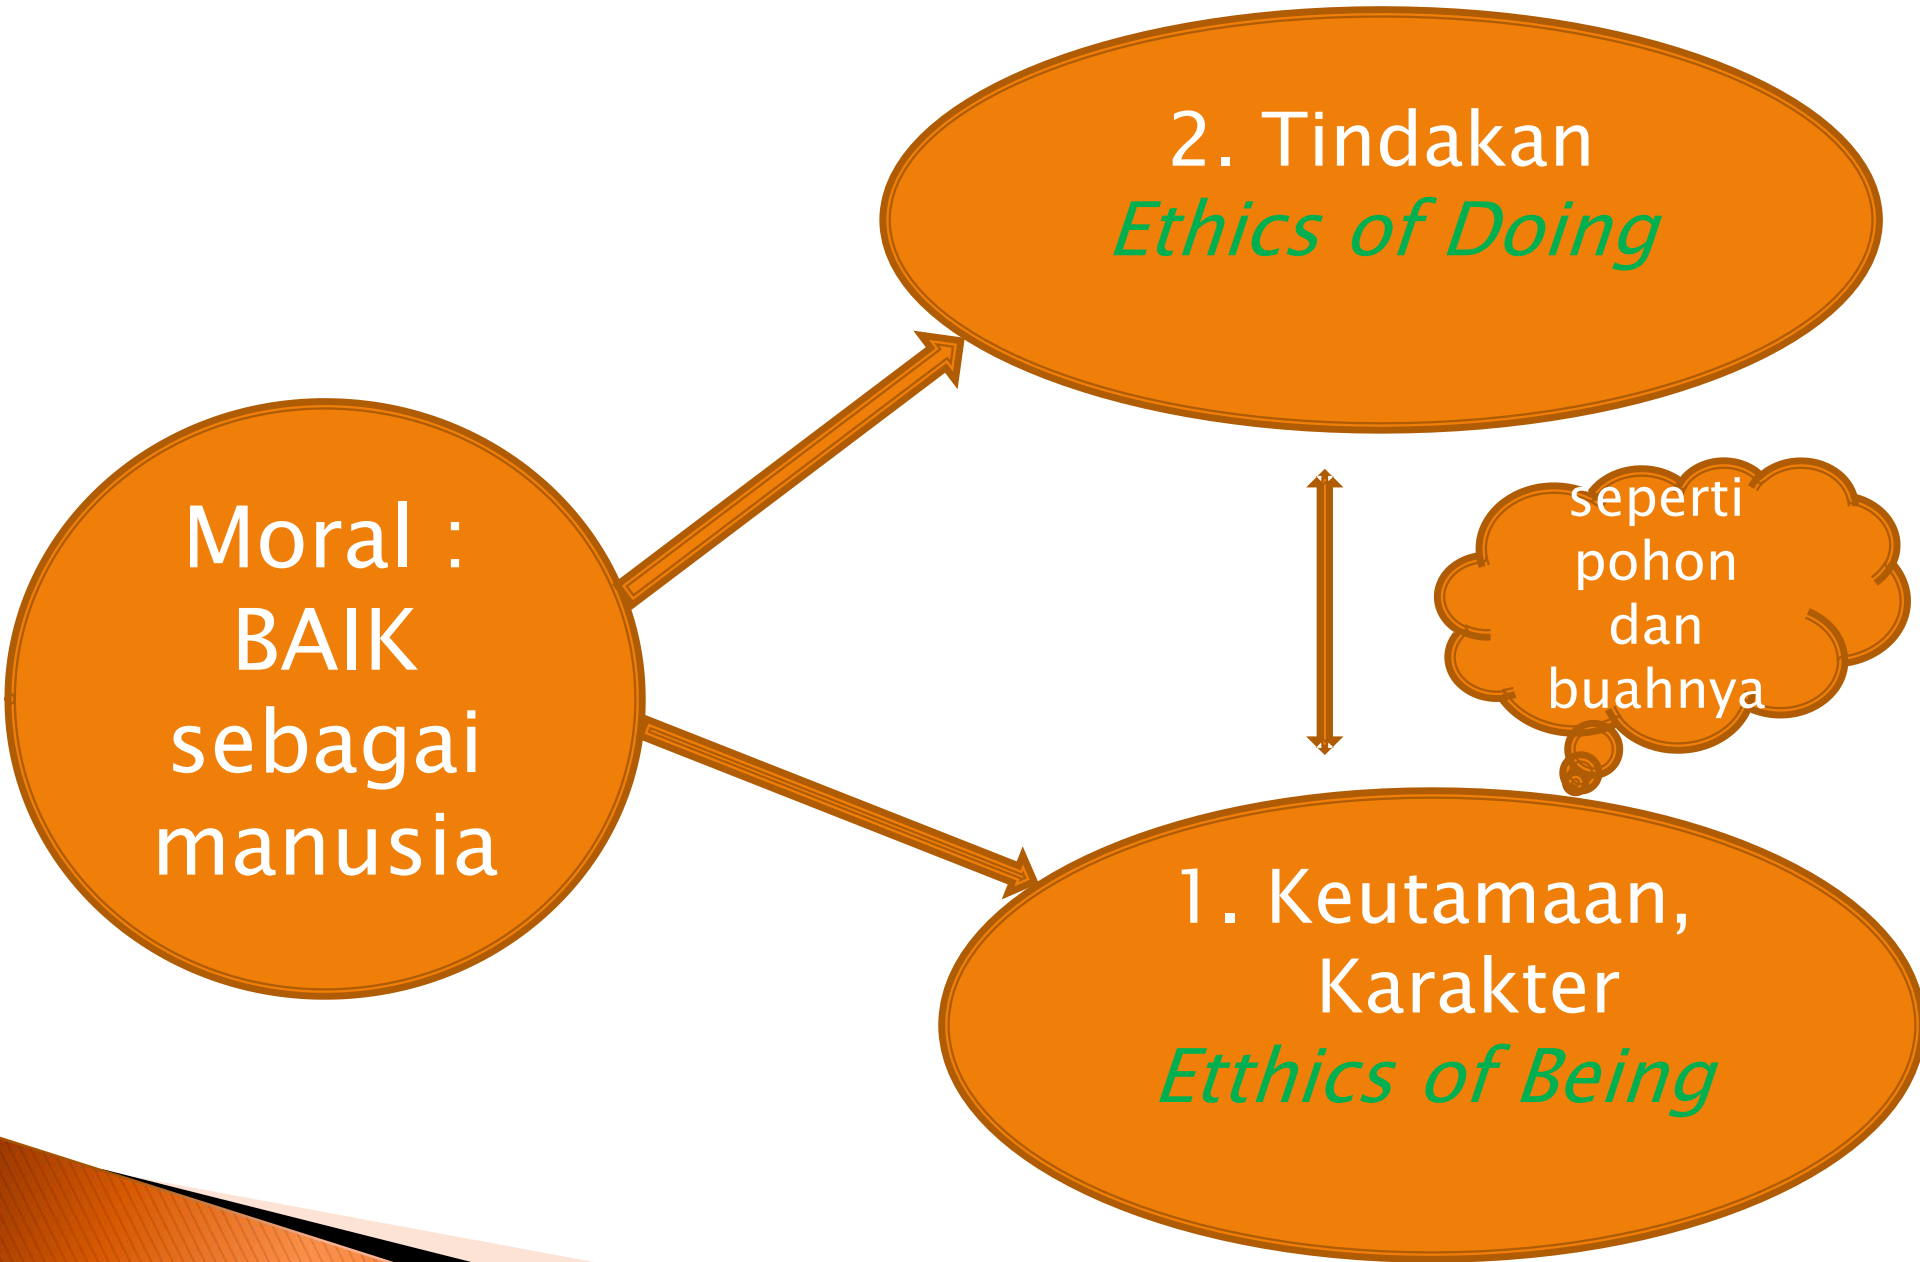 2. Tindakan
Ethics of Doing
Moral :
BAIK
sebagai
manusia
seperti
pohon
dan
buahnya
1. Keutamaan,
Karakter
Etthics of Being